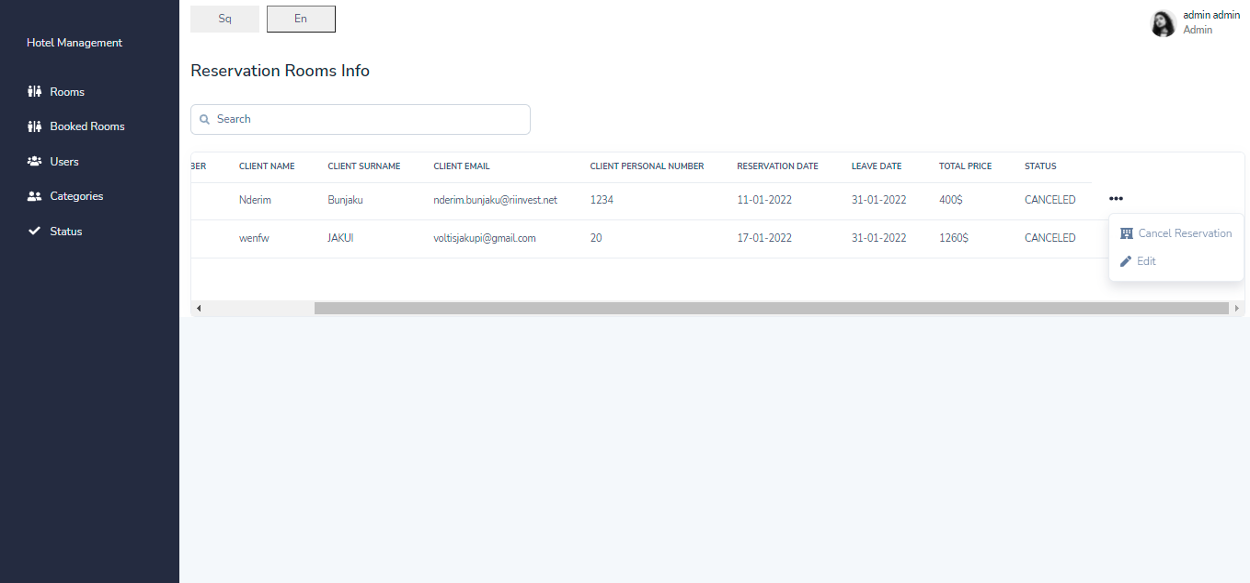 Sq En
admin admin
Admin
Hotel Management
Rooms
Booked Rooms
Users
Categories
Status
Reservation Rooms Info
Search
BER CLIENT NAME CLIENT SURNAME CLIENT EMAIL CLIENT PERSONAL NUMBER RESERVATION DATE LEAVE DATE TOTAL PRICE STATUS
Nderim Bunjaku nderim.bunjaku@riinvest.net 1234 11-01-2022 31-01-2022 400$ CANCELED
wenfw JAKUI voltisjakupi@gmail.com 20 17-01-2022 31-01-2022 1260$ CANCELED
Cancel Reservation
Edit